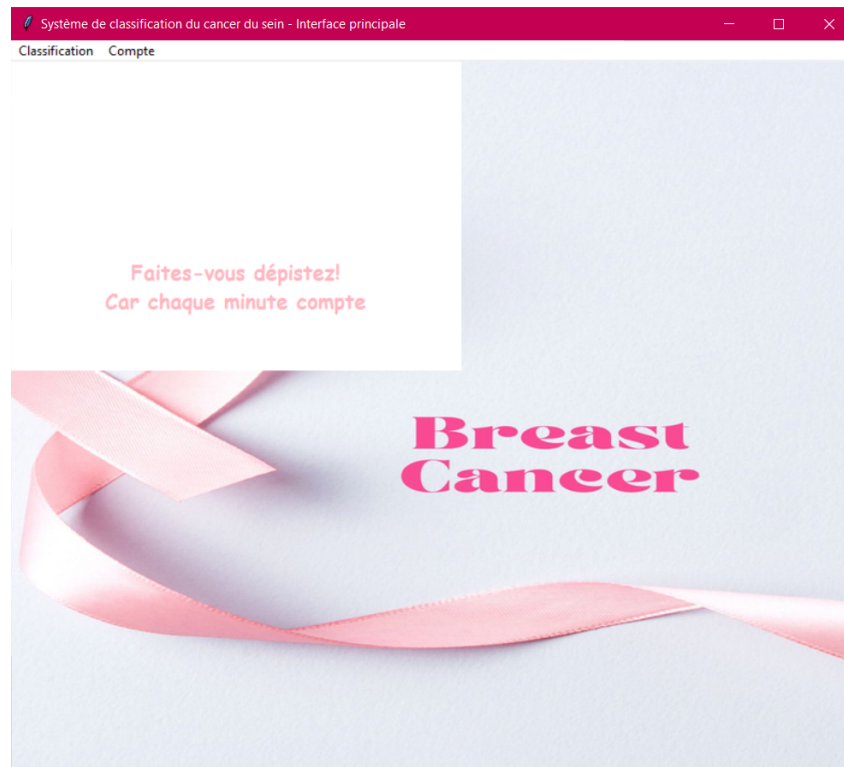 Système de classification du cancer du sein - Interface principale
Classification Compte
Faites-vous dépistez!
Car chaque minute compte
Breast
Cancer